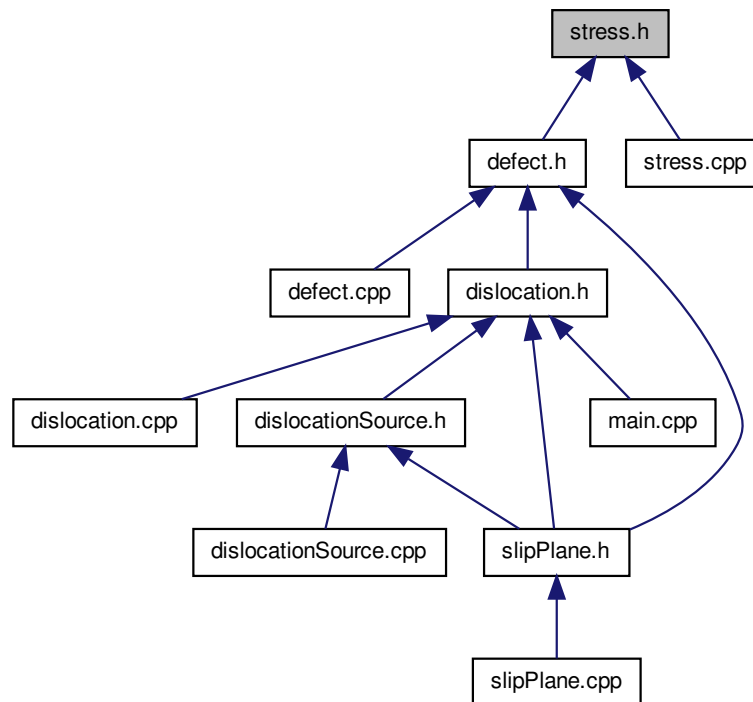 stress.h
defect.h
stress.cpp
defect.cpp
dislocation.h
dislocation.cpp
dislocationSource.h
main.cpp
dislocationSource.cpp
slipPlane.h
slipPlane.cpp